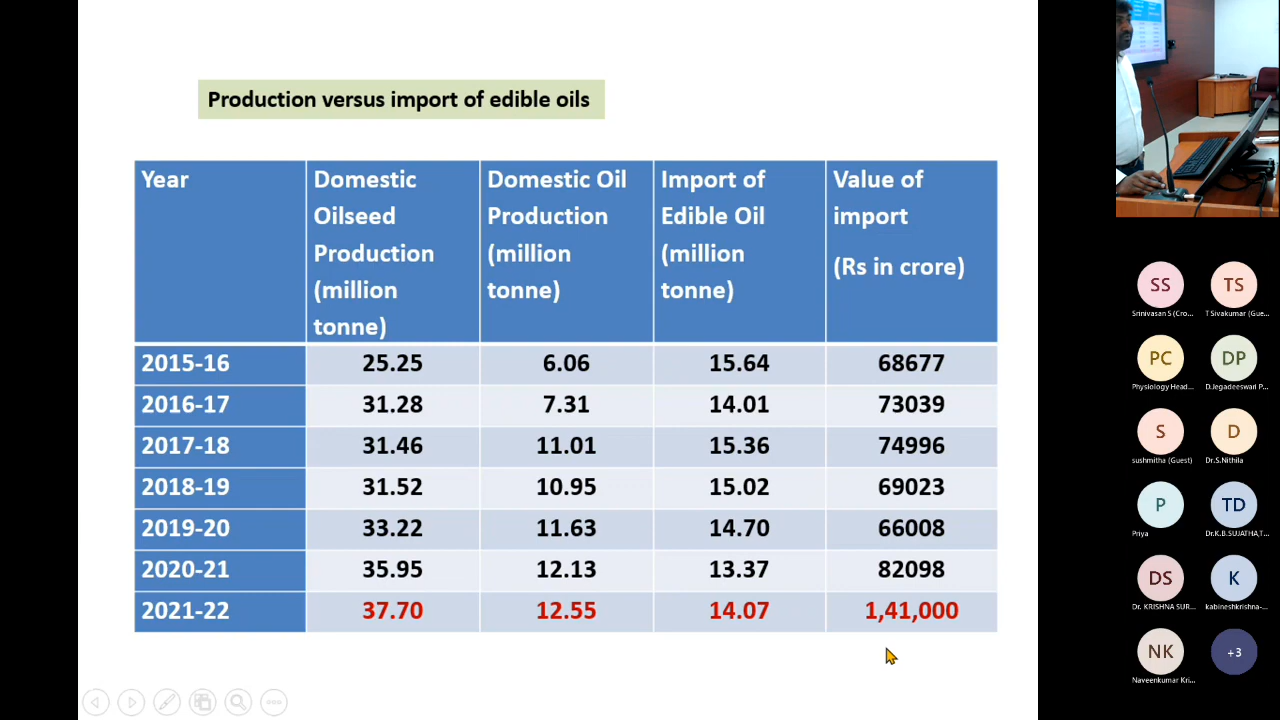 Production versus import of edible oils
Year
Domestic
Oilseed
Production
(million
tonne)
Domestic Oil
Production
(million
tonne)
Import of
Edible Oil
(million
tonne)
Value of
import
(Rs in crore)
2015-16 25.25 6.06 15.64 68677
2016-17 31.28 7.31 14.01 73039
2017-18 31.46 11.01 15.36 74996
2018-19 31.52 10.95 15.02 69023
2019-20 33.22 11.63 14.70 66008
2020-21 35.95 12.13 13.37 82098
2021-22 37.70 12.55 14.07 1,41,000
SS TS
Srinivasan S (Cro... T Sivakumar (Gue...
PC DP
Physiology Head... D.Jegadeeswari P...
S D
sushmitha (Guest) Dr.S.Nithila
P TD
Priya Dr.K.B.SUJATHA,T...
DS K
Dr. KRISHNA SUR... kabineshkrishna-...
NK +3
Naveenkumar Kri...